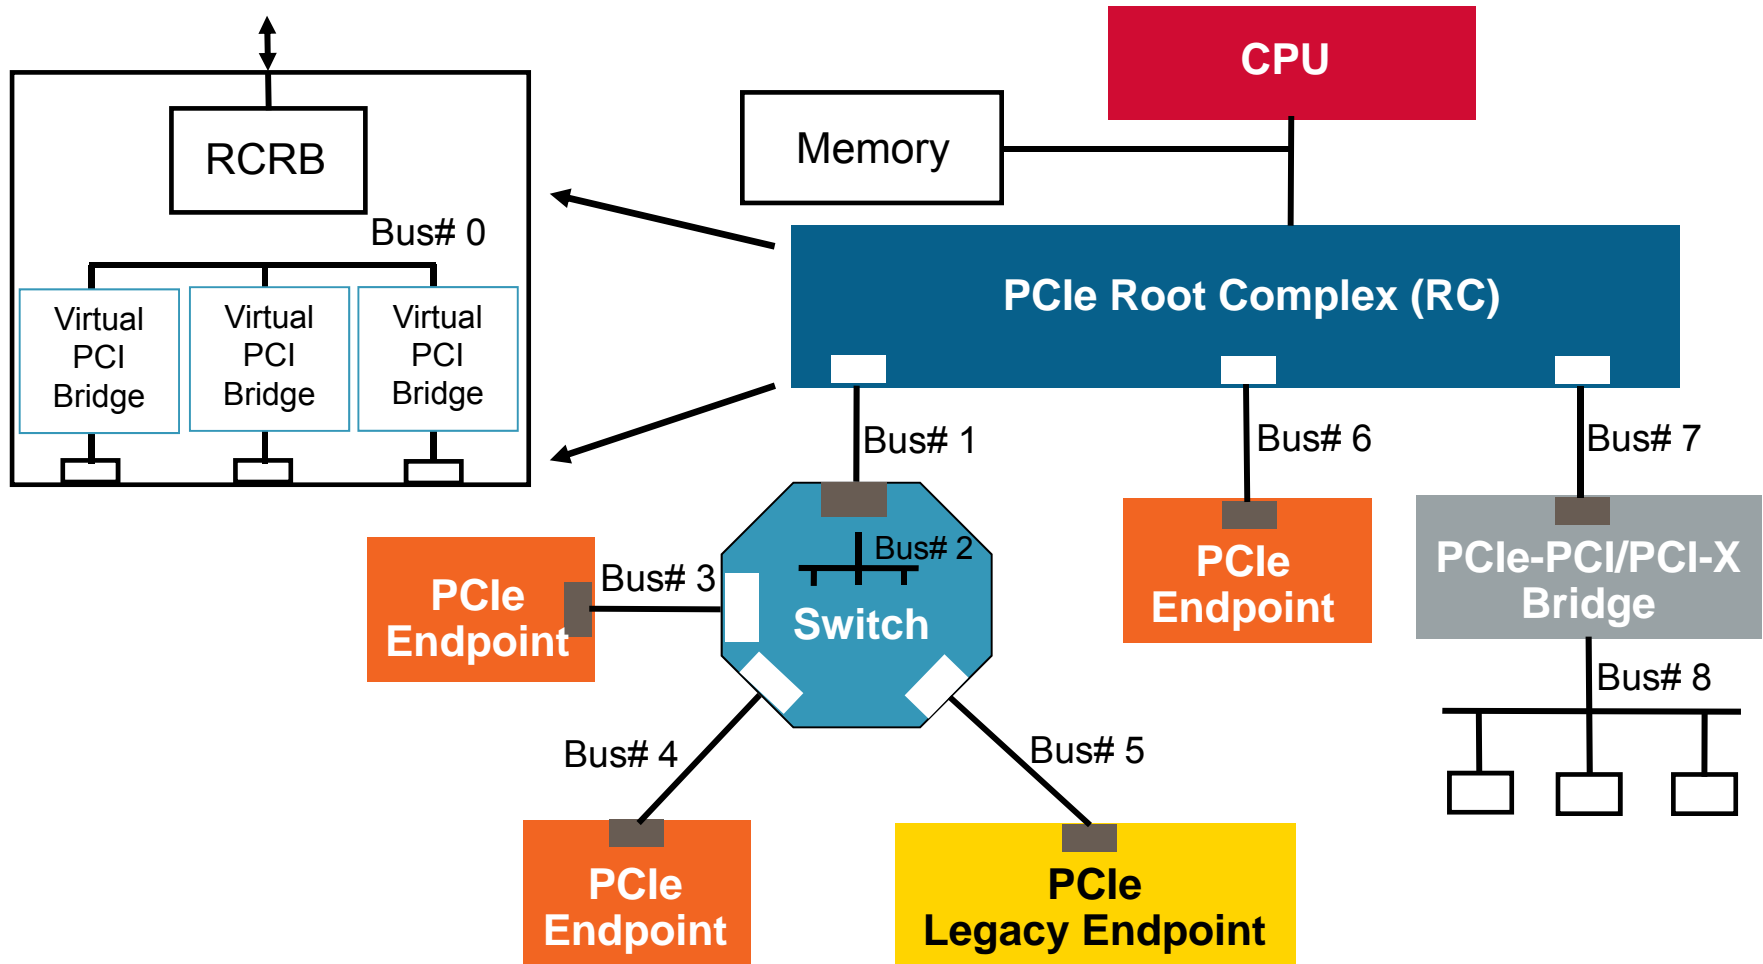 CPU
Memory
RCRB
Bus# 0
PCIe Root Complex (RC)
Virtual
PCI
Bridge
Virtual
PCI
Bridge
Virtual
PCI
Bridge
Bus# 1
Bus# 6
Bus# 7
Bus# 2
Switch
Bus# 3
PCIe
Endpoint
PCIe
Endpoint
PCIe-PCI/PCI-X
Bridge
Bus# 8
Bus# 4
Bus# 5
PCIe
Endpoint
PCIe
Legacy Endpoint